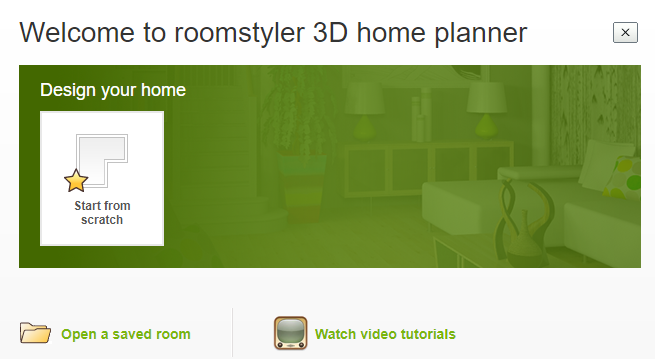 Welcome to roomstyler 3D home planner
Design your home
Start from
scratch
Open a saved room
Watch video tutorials